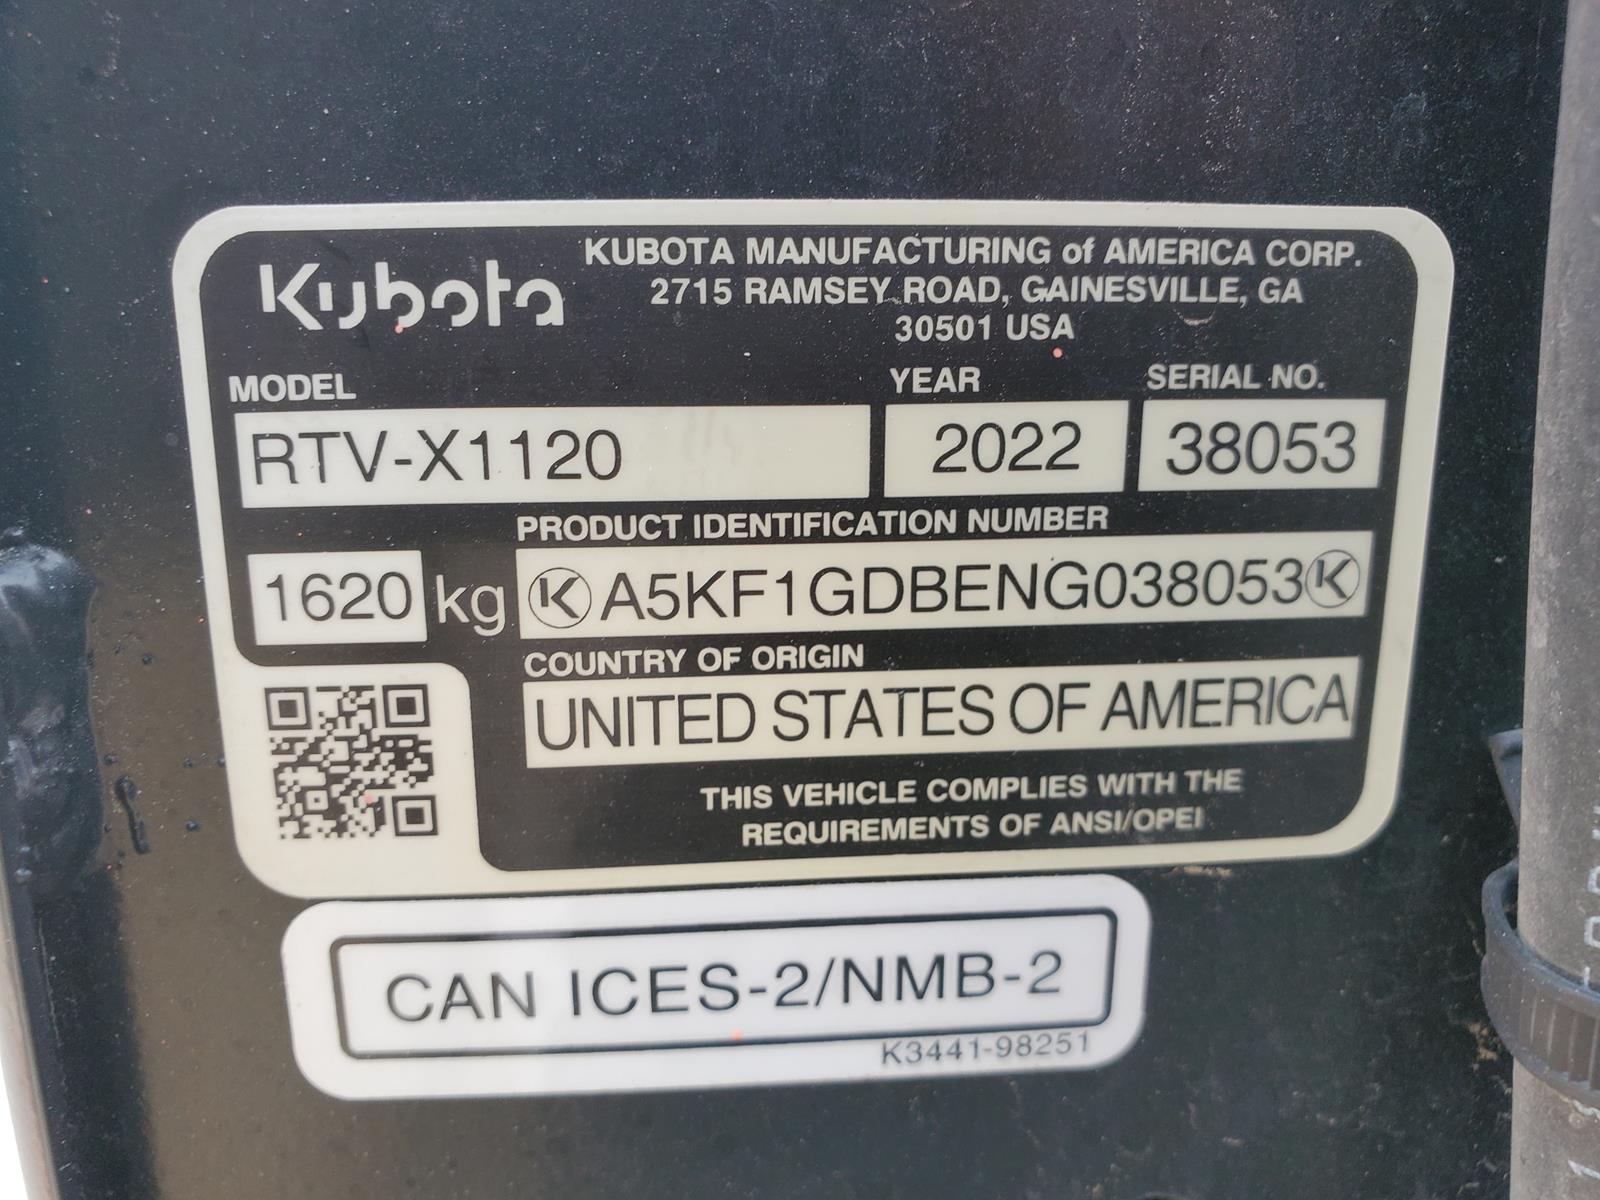 Kubota
KUBOTA MANUFACTURING of AMERICA CORP.
2715 RAMSEY ROAD, GAINESVILLE, GA
30501 USA
MODEL
YEAR
SERIAL NO.
RTV-X1120
2022
38053
PRODUCT IDENTIFICATION NUMBER
1620 kg
K A5KF1GDBENG038053 K
COUNTRY OF ORIGIN
UNITED STATES OF AMERICA
THIS VEHICLE COMPLIES WITH THE
REQUIREMENTS OF ANSI/OPEI
CAN ICES-2/NMB-2
K3441-98251